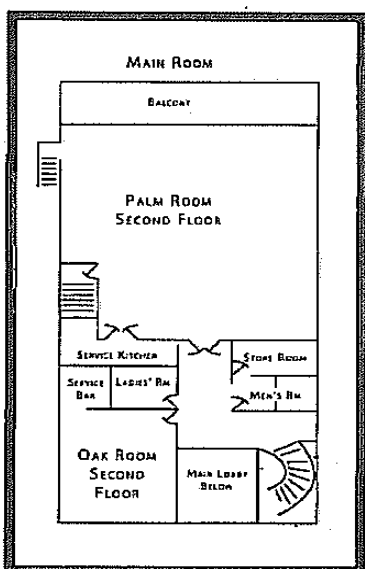 MAIN ROOM
BALCONY
PALM ROOM
SECOND FLOOR
SERVICE KITCHEN
STORE ROOM
SERVICE
BAR
LADIES' RM
MEN'S RM
OAK ROOM
SECOND
FLOOR
MAIN LOBBY
BELOW